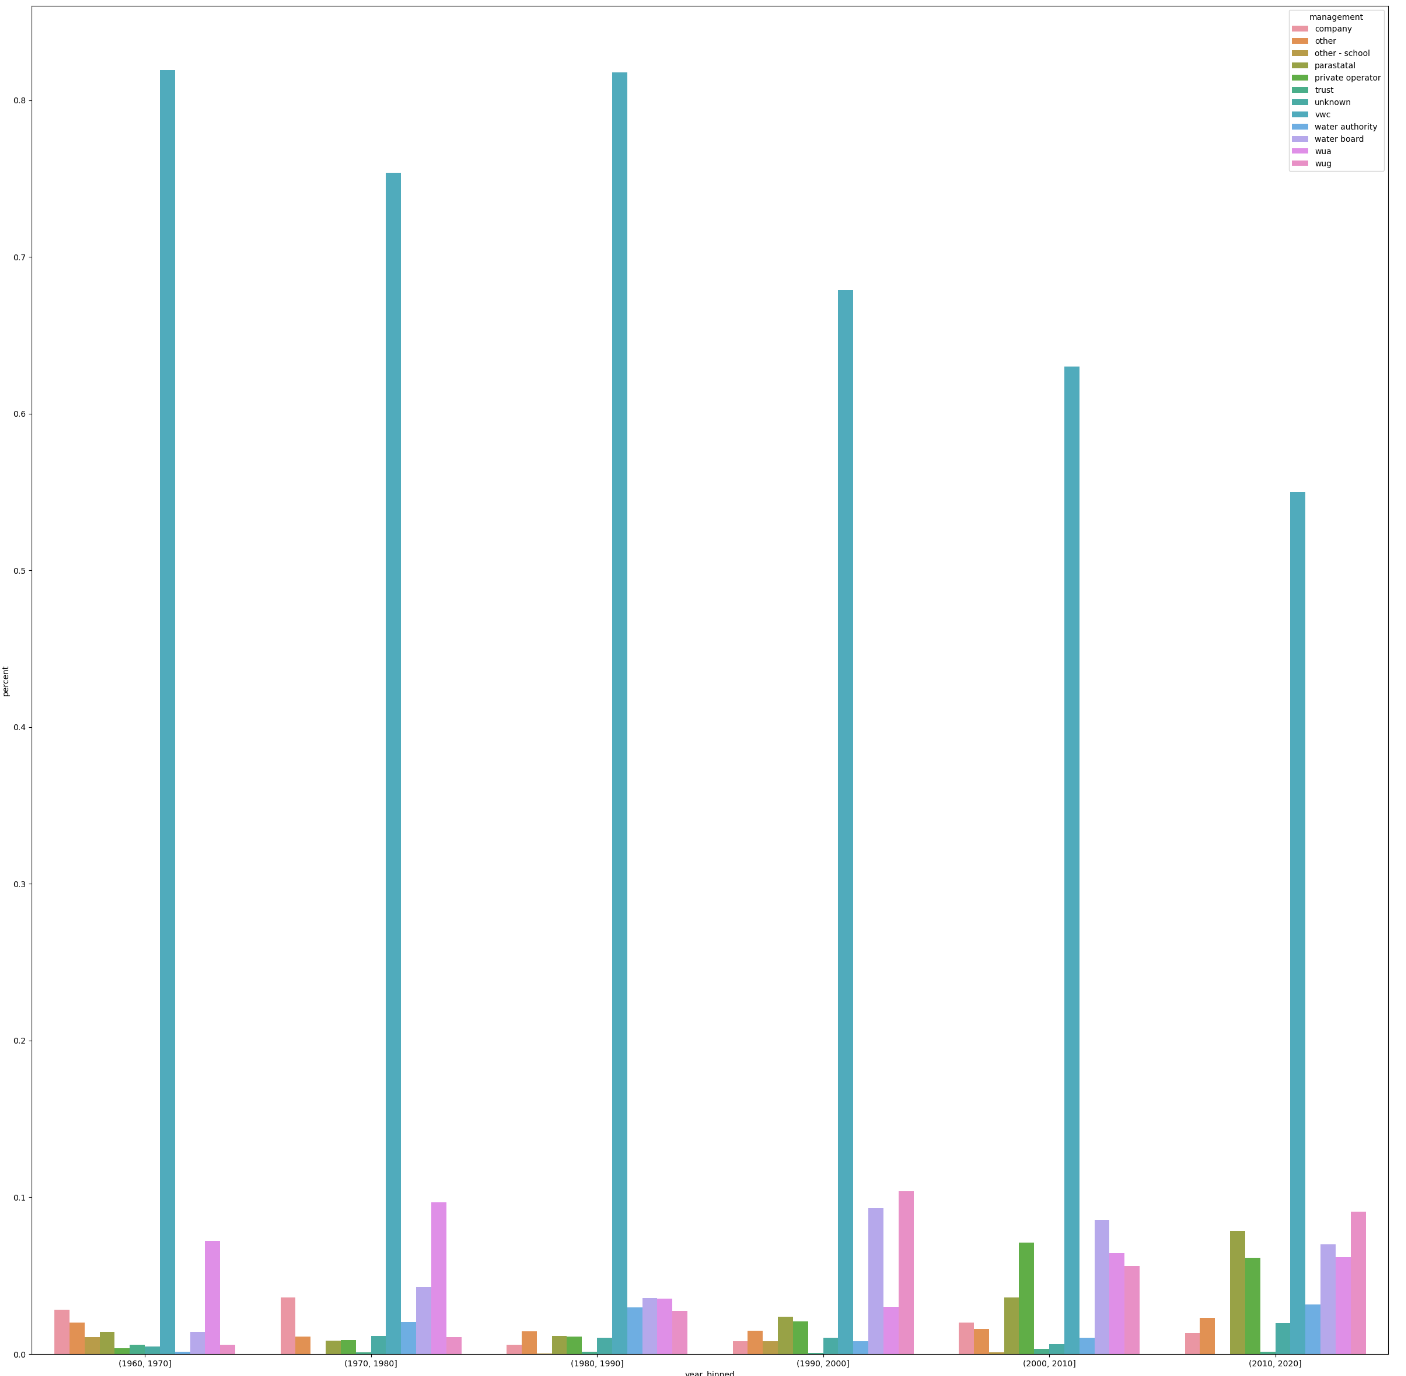 management
company
other
other - school
parastatal
private operator
trust
unknown
vwc
water authority
water board
wua
wug
0.8
0.7
0.6
0.5
0.4
0.3
0.2
0.1
0.0
percent
(1960, 1970] (1970, 1980] (1980, 1990] (1990, 2000] (2000, 2010] (2010, 2020]
year_binned